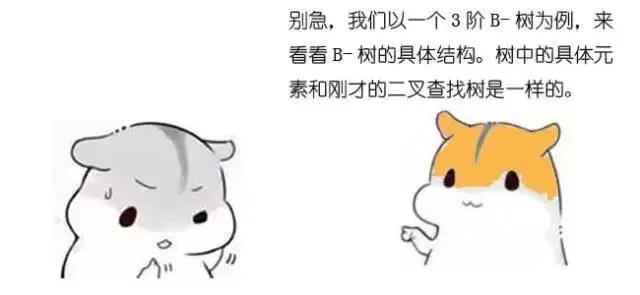 别急，我们以一个 3 阶 B- 树为例，来
看看 B- 树的具体结构。树中的具体元
素和刚才的二叉查找树是一样的。